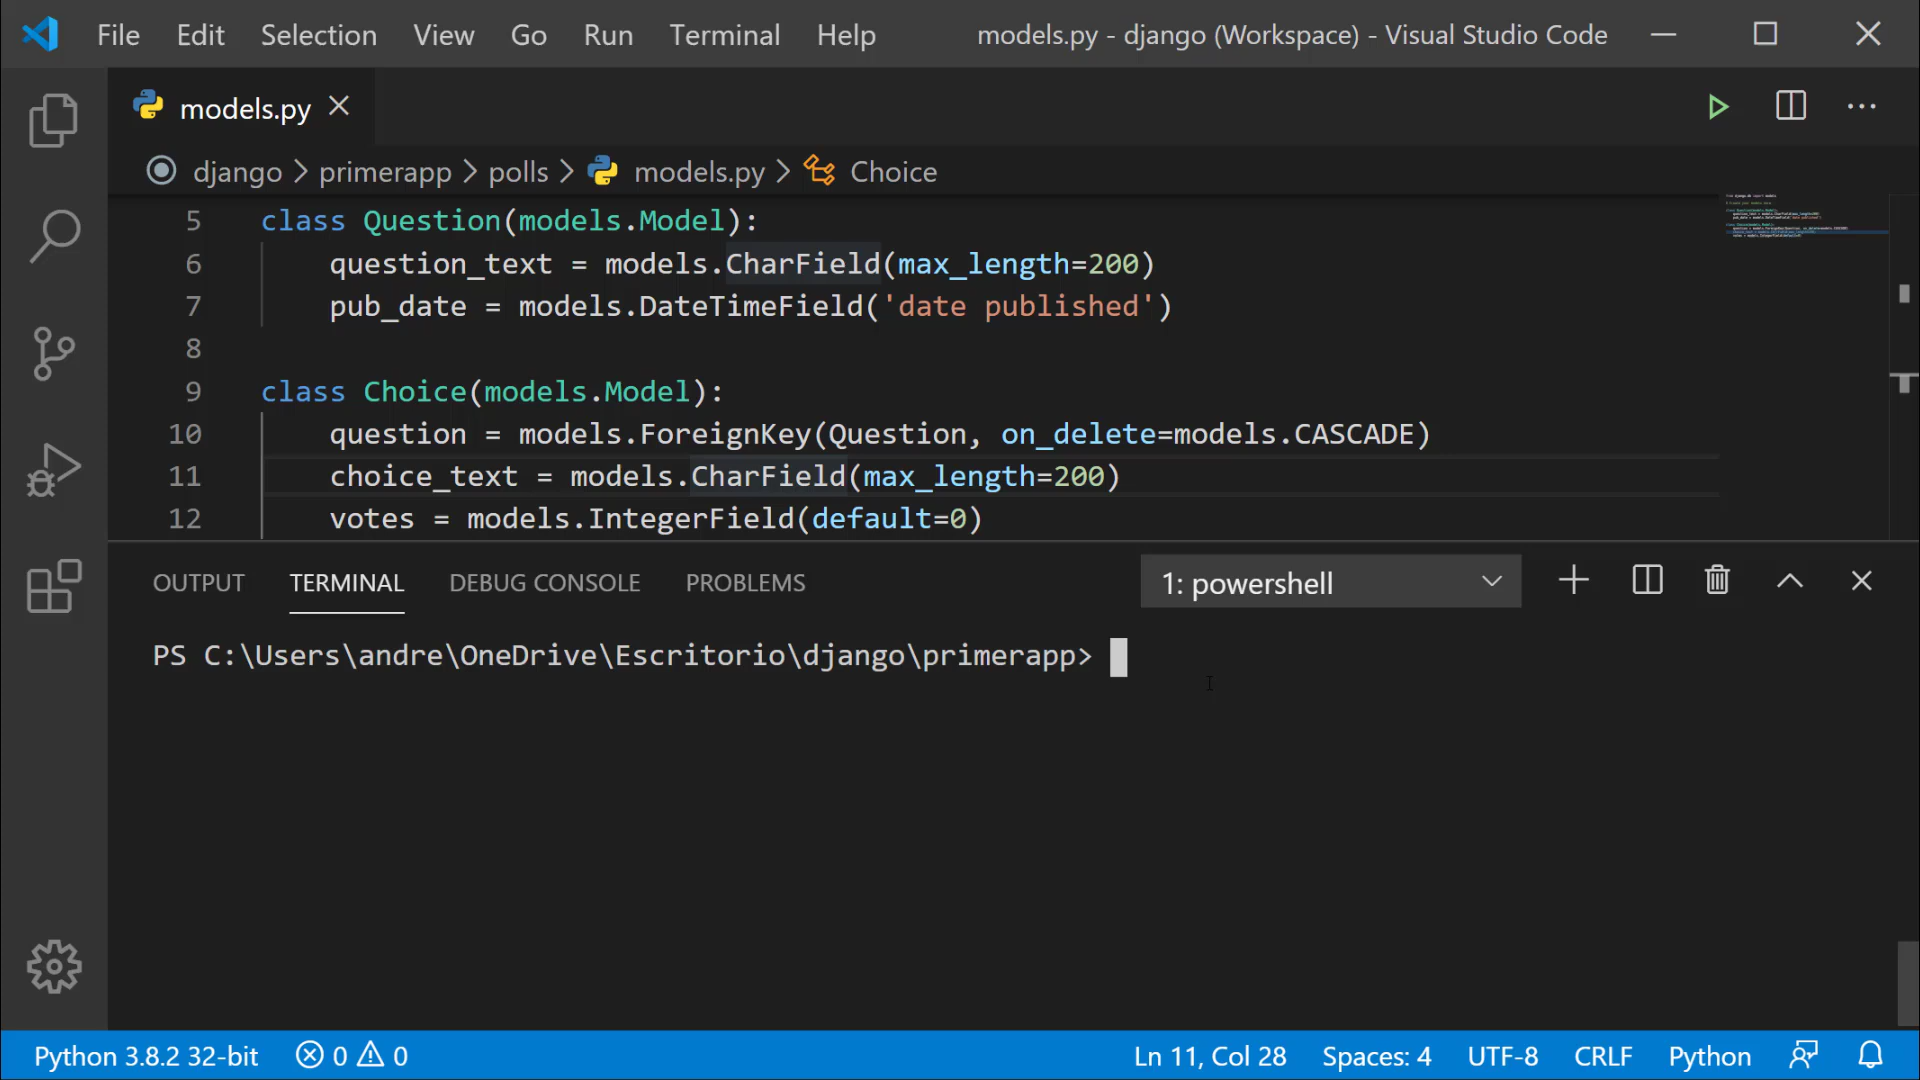 File Edit Selection View Go Run Terminal Help models.py - django (Workspace) - Visual Studio Code
models.py
django > primerapp > polls > models.py > Choice
5 class Question(models.Model):
6 question_text = models.CharField(max_length=200)
7 pub_date = models.DateTimeField('date published')
8
9 class Choice(models.Model):
10 question = models.ForeignKey(Question, on_delete=models.CASCADE)
11 choice_text = models.CharField(max_length=200)
12 votes = models.IntegerField(default=0)
OUTPUT TERMINAL DEBUG CONSOLE PROBLEMS 1: powershell
PS C:\Users\andre\OneDrive\Escritorio\django\primerapp>
Python 3.8.2 32-bit 0 0 Ln 11, Col 28 Spaces: 4 UTF-8 CRLF Python